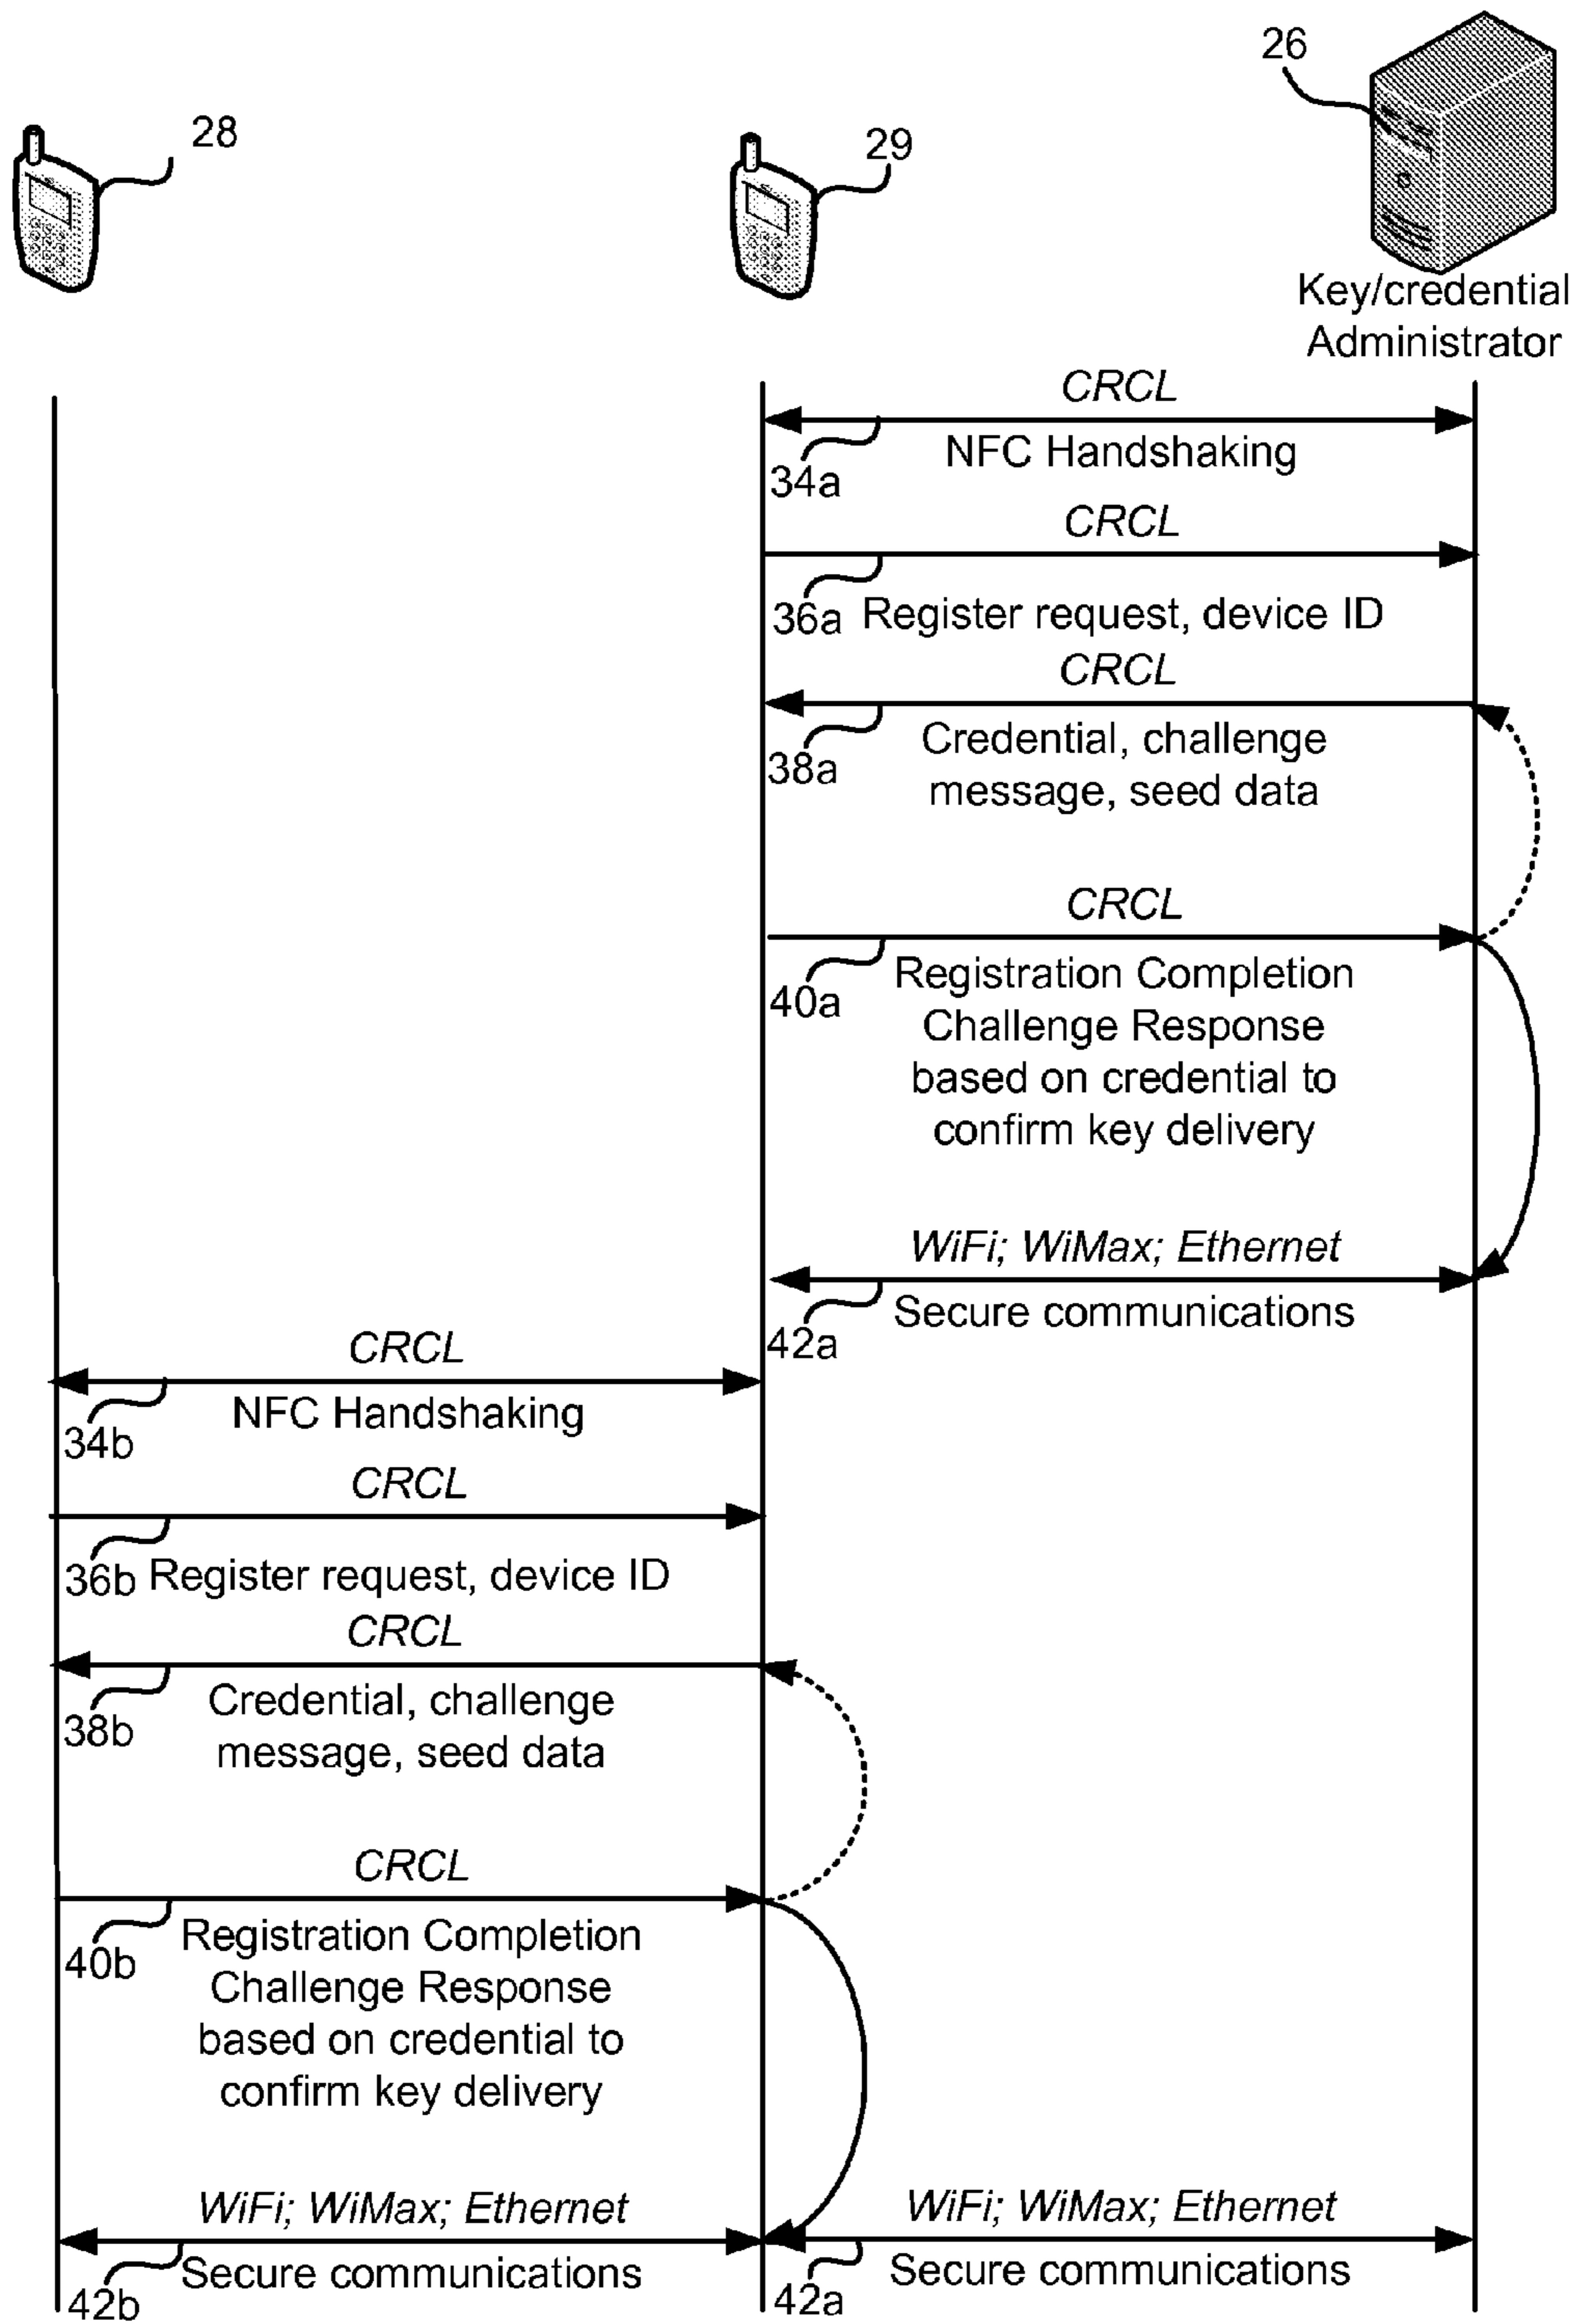 26
28
29
Key/credential
Administrator
CRCL
NFC Handshaking
34a
CRCL
36a Register request, device ID
CRCL
Credential, challenge
38a
message, seed data
CRCL
Registration Completion
40a
Challenge Response
based on credential to
confirm key delivery
WiFi; WiMax; Ethernet
Secure communications
42a
CRCL
NFC Handshaking
34b
CRCL
36b Register request, device ID
CRCL
Credential, challenge
38b
message, seed data
CRCL
Registration Completion
40b
Challenge Response
based on credential to
confirm key delivery
WiFi; WiMax; Ethernet
Secure communications
42b
WiFi; WiMax; Ethernet
Secure communications
42a